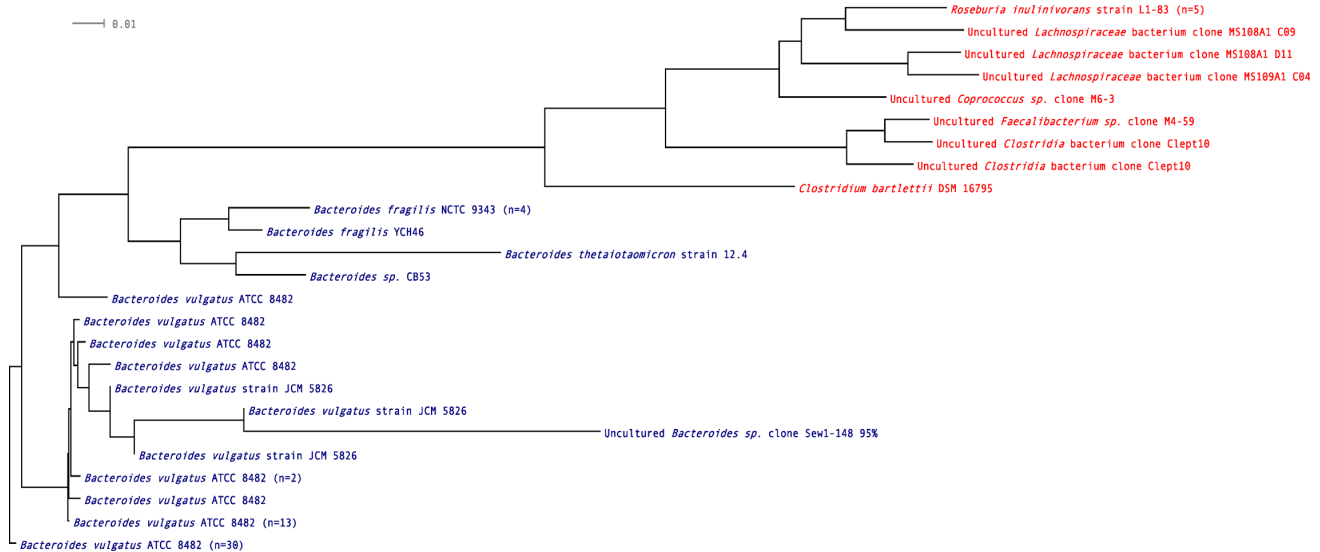 0.01
Roseburia inulinivorans strain L1-83 (n=5)
Uncultured Lachnospiraceae bacterium clone MS108A1 C09
Uncultured Lachnospiraceae bacterium clone MS108A1 D11
Uncultured Lachnospiraceae bacterium clone MS109A1 C04
Uncultured Coprococcus sp. clone M6-3
Uncultured Faecalibacterium sp. clone M4-59
Uncultured Clostridia bacterium clone Clept10
Uncultured Clostridia bacterium clone Clept10
Clostridium bartlettii DSM 16795
Bacteroides fragilis NCTC 9343 (n=4)
Bacteroides fragilis YCH46
Bacteroides thetaiotaomicron strain 12.4
Bacteroides sp. CB53
Bacteroides vulgatus ATCC 8482
Bacteroides vulgatus ATCC 8482
Bacteroides vulgatus ATCC 8482
Bacteroides vulgatus ATCC 8482
Bacteroides vulgatus strain JCM 5826
Bacteroides vulgatus strain JCM 5826
Uncultured Bacteroides sp. clone Sew1-148 95%
Bacteroides vulgatus strain JCM 5826
Bacteroides vulgatus ATCC 8482 (n=2)
Bacteroides vulgatus ATCC 8482
Bacteroides vulgatus ATCC 8482 (n=13)
Bacteroides vulgatus ATCC 8482 (n=30)